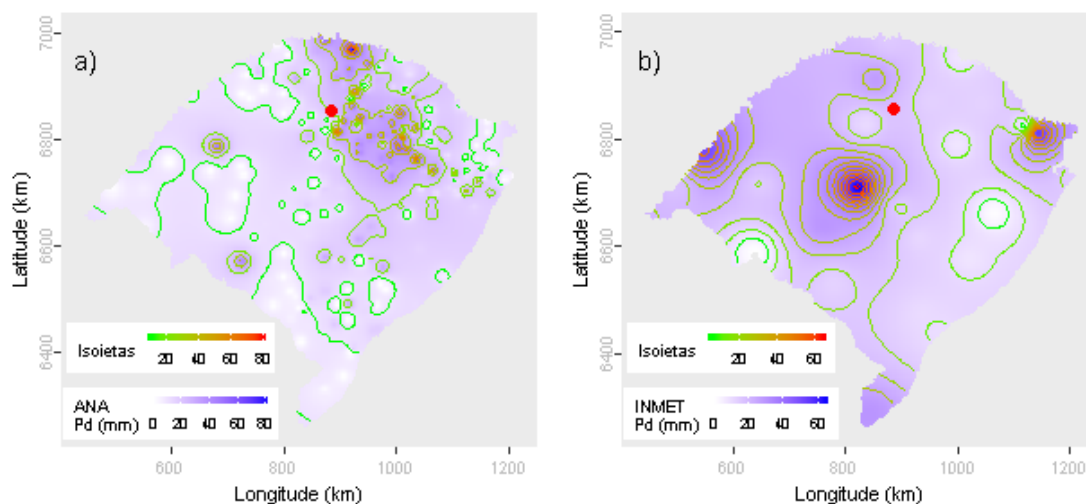 a)
7000
6800
6600
6400
Latitude (km)
Isoietas
20 40 60 80
ANA
Pd (mm) 0 20 40 60 80
600 800 1000 1200
Longitude (km)
b)
7000
6800
6600
6400
Latitude (km)
Isoietas
20 40 60
INMET
Pd (mm) 0 20 40 60
600 800 1000 1200
Longitude (km)